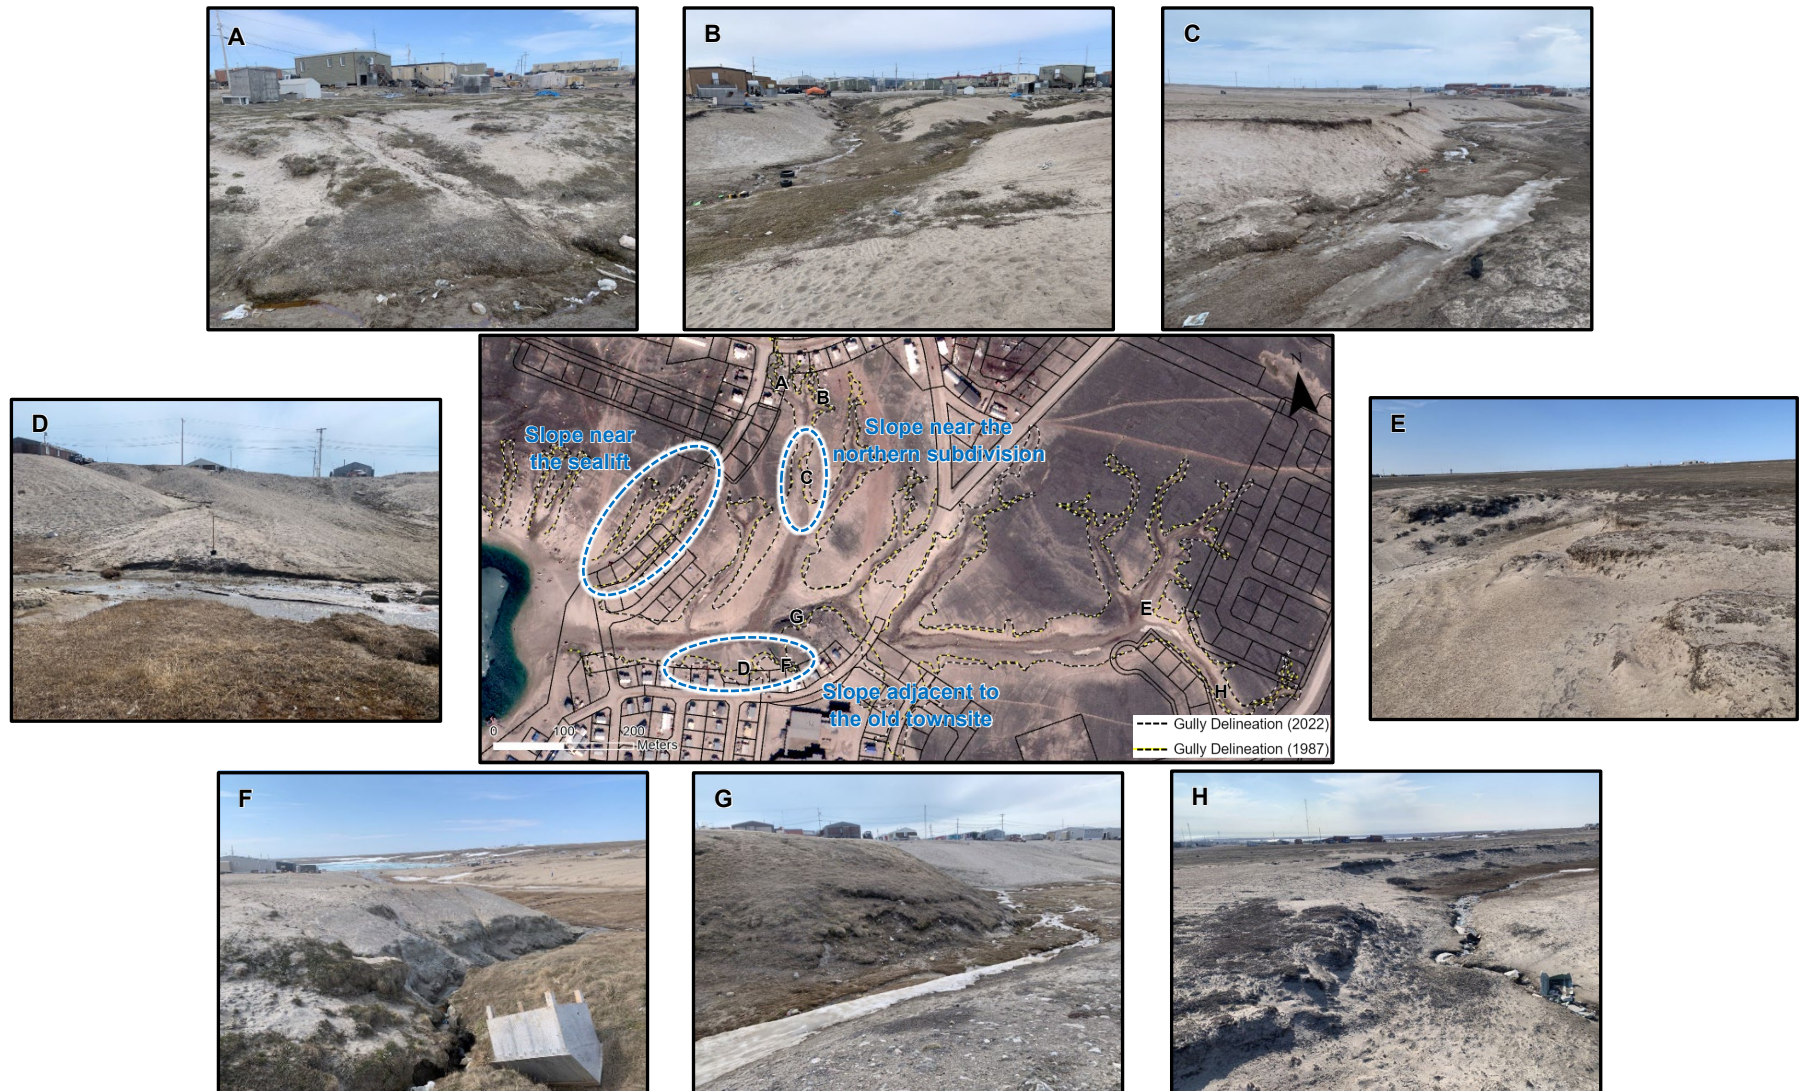 A
B
C
D
E
N
A
B
Slope near
the sealift
Slope near the
northern subdivision
C
G
E
D
F
H
Slope adjacent to
the old townsite
0
100
200
Meters
Gully Delineation (2022)
Gully Delineation (1987)
F
G
H